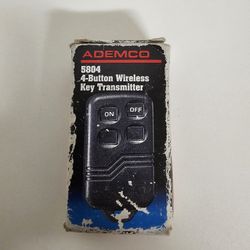 ADEMCO
5804
4-Button Wireless
Key Transmitter
ON OFF